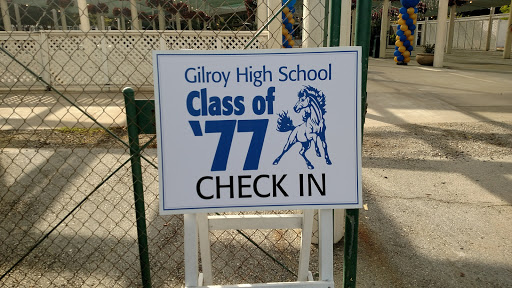 Gilroy High School
Class of
'77
CHECK IN